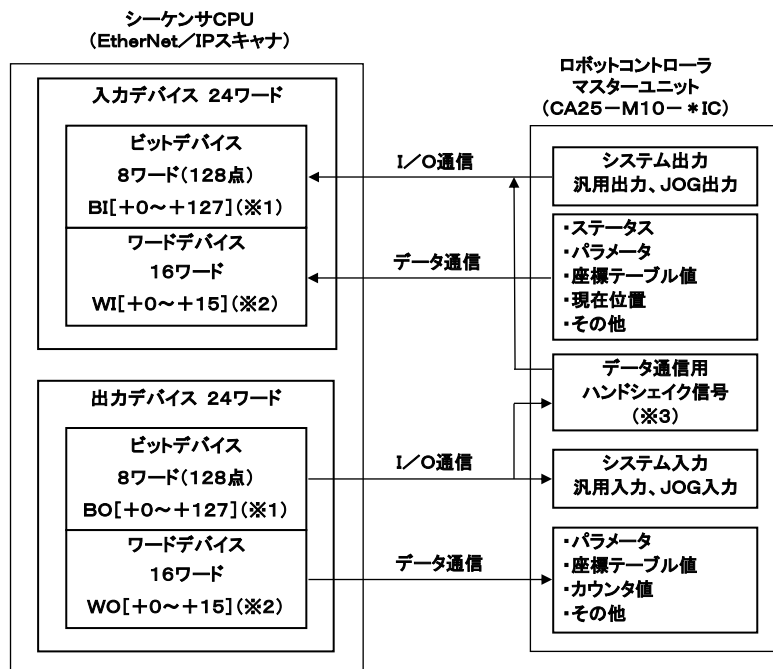 シーケンサCPU
(EtherNet/IPスキャナ)
入力デバイス 24ワード
ビットデバイス
8ワード(128点)
BI[+0~+127](※1)
ワードデバイス
16ワード
WI[+0~+15](※2)
出力デバイス 24ワード
ビットデバイス
8ワード(128点)
BO[+0~+127](※1)
ワードデバイス
16ワード
WO[+0~+15](※2)
I/O通信
データ通信
I/O通信
データ通信
ロボットコントローラ
マスターユニット
(CA25-M10-*IC)
システム出力
汎用出力、JOG出力
・ステータス
・パラメータ
・座標テーブル値
・現在位置
・その他
データ通信用
ハンドシェイク信号
(※3)
システム入力
汎用入力、JOG入力
・パラメータ
・座標テーブル値
・カウンタ値
・その他